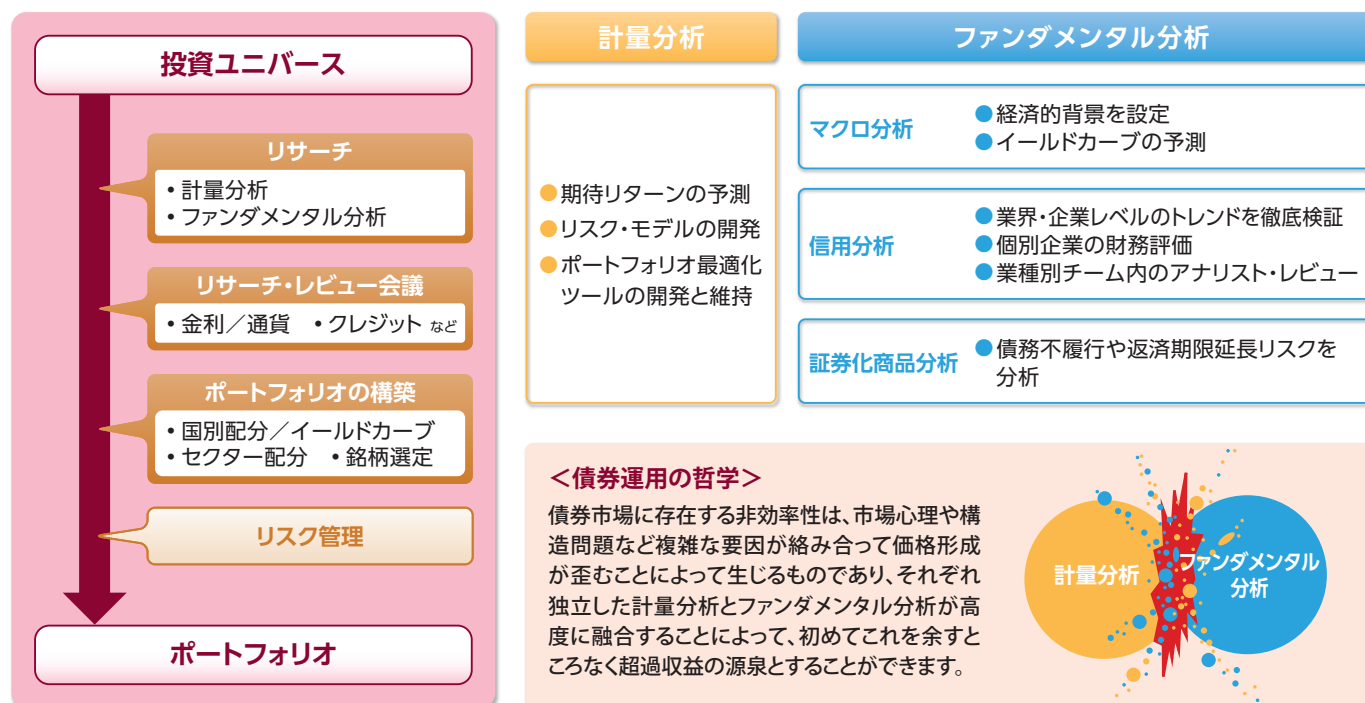 投資ユニバース
リサーチ
•計量分析
•ファンダメンタル分析
リサーチ・レビュー会議
•金利／通貨 •クレジット など
ポートフォリオの構築
•国別配分／イールドカーブ
•セクター配分 •銘柄選定
リスク管理
ポートフォリオ
計量分析
●期待リターンの予測
●リスク・モデルの開発
●ポートフォリオ最適化
ツールの開発と維持
ファンダメンタル分析
マクロ分析
●経済的背景を設定
●イールドカーブの予測
信用分析
●業界・企業レベルのトレンドを徹底検証
●個別企業の財務評価
●業種別チーム内のアナリスト・レビュー
証券化商品分析
●債務不履行や返済期限延長リスクを
分析
＜債券運用の哲学＞
債券市場に存在する非効率性は、市場心理や構
造問題など複雑な要因が絡み合って価格形成
が歪むことによって生じるものであり、それぞれ
独立した計量分析とファンダメンタル分析が高
度に融合することによって、初めてこれを余すと
ころなく超過収益の源泉とすることができます。
計量分析
ファンダメンタル
分析